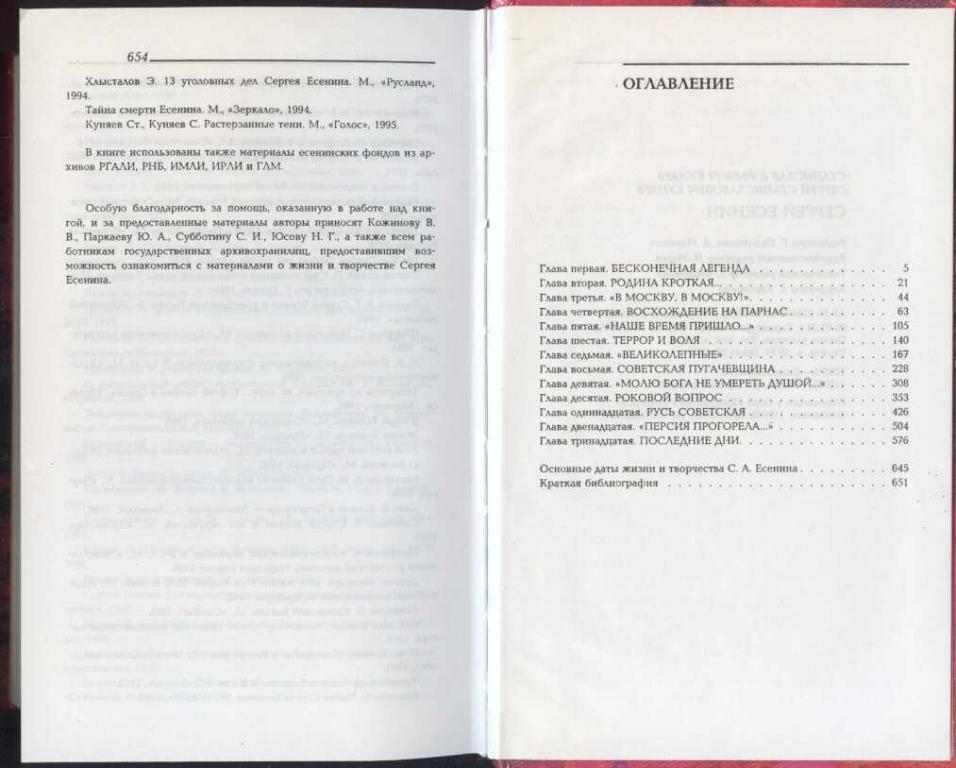 654
Хлысталов Э. 13 уголовных дел Сергея Есенина. М., «Русланд»,
1994.
Тайна смерти Есенина. М., «Зеркало», 1994.
Куняев Ст., Куняев С. Растерзанные тени. М., «Голос», 1995.
В книге использованы также материалы есенинских фондов из ар-
хивов РГАЛИ, РНБ, ИМЛИ, ИРЛИ и ГЛМ.
Особую благодарность за помощь, оказанную в работе над кни-
гой, и за предоставленные материалы авторы приносят Кожинову В.
В., Паркаеву Ю. А., Субботину С. И., Юсову Н. Г., а также всем ра-
ботникам государственных архивохранилищ, предоставившим воз-
можность ознакомиться с материалами о жизни и творчестве Сергея
Есенина.
ОГЛАВЛЕНИЕ
Глава первая. БЕСКОНЕЧНАЯ ЛЕГЕНДА . . . . . . . . . . . . 5
Глава вторая. РОДИНА КРОТКАЯ... . . . . . . . . . . . . . 21
Глава третья. «В МОСКВУ, В МОСКВУ!». . . . . . . . . . . . 44
Глава четвертая. ВОСХОЖДЕНИЕ НА ПАРНАС . . . . . . . . . 63
Глава пятая. «НАШЕ ВРЕМЯ ПРИШЛО...» . . . . . . . . . . . 105
Глава шестая. ТЕРРОР И ВОЛЯ . . . . . . . . . . . . . . 140
Глава седьмая. «ВЕЛИКОЛЕПНЫЕ» . . . . . . . . . . . . . 167
Глава восьмая. СОВЕТСКАЯ ПУГАЧЕВЩИНА . . . . . . . . . 228
Глава девятая. «МОЛЮ БОГА НЕ УМЕРЕТЬ ДУШОЙ...» . . . . . 308
Глава десятая. РОКОВОЙ ВОПРОС . . . . . . . . . . . . . 353
Глава одиннадцатая. РУСЬ СОВЕТСКАЯ . . . . . . . . . . . 426
Глава двенадцатая. «ПЕРСИЯ ПРОГОРЕЛА...» . . . . . . . . . 504
Глава тринадцатая. ПОСЛЕДНИЕ ДНИ. . . . . . . . . . . . 576
Основные даты жизни и творчества С. А. Есенина. . . . . . . . 645
Краткая библиография . . . . . . . . . . . . . . . . . 651